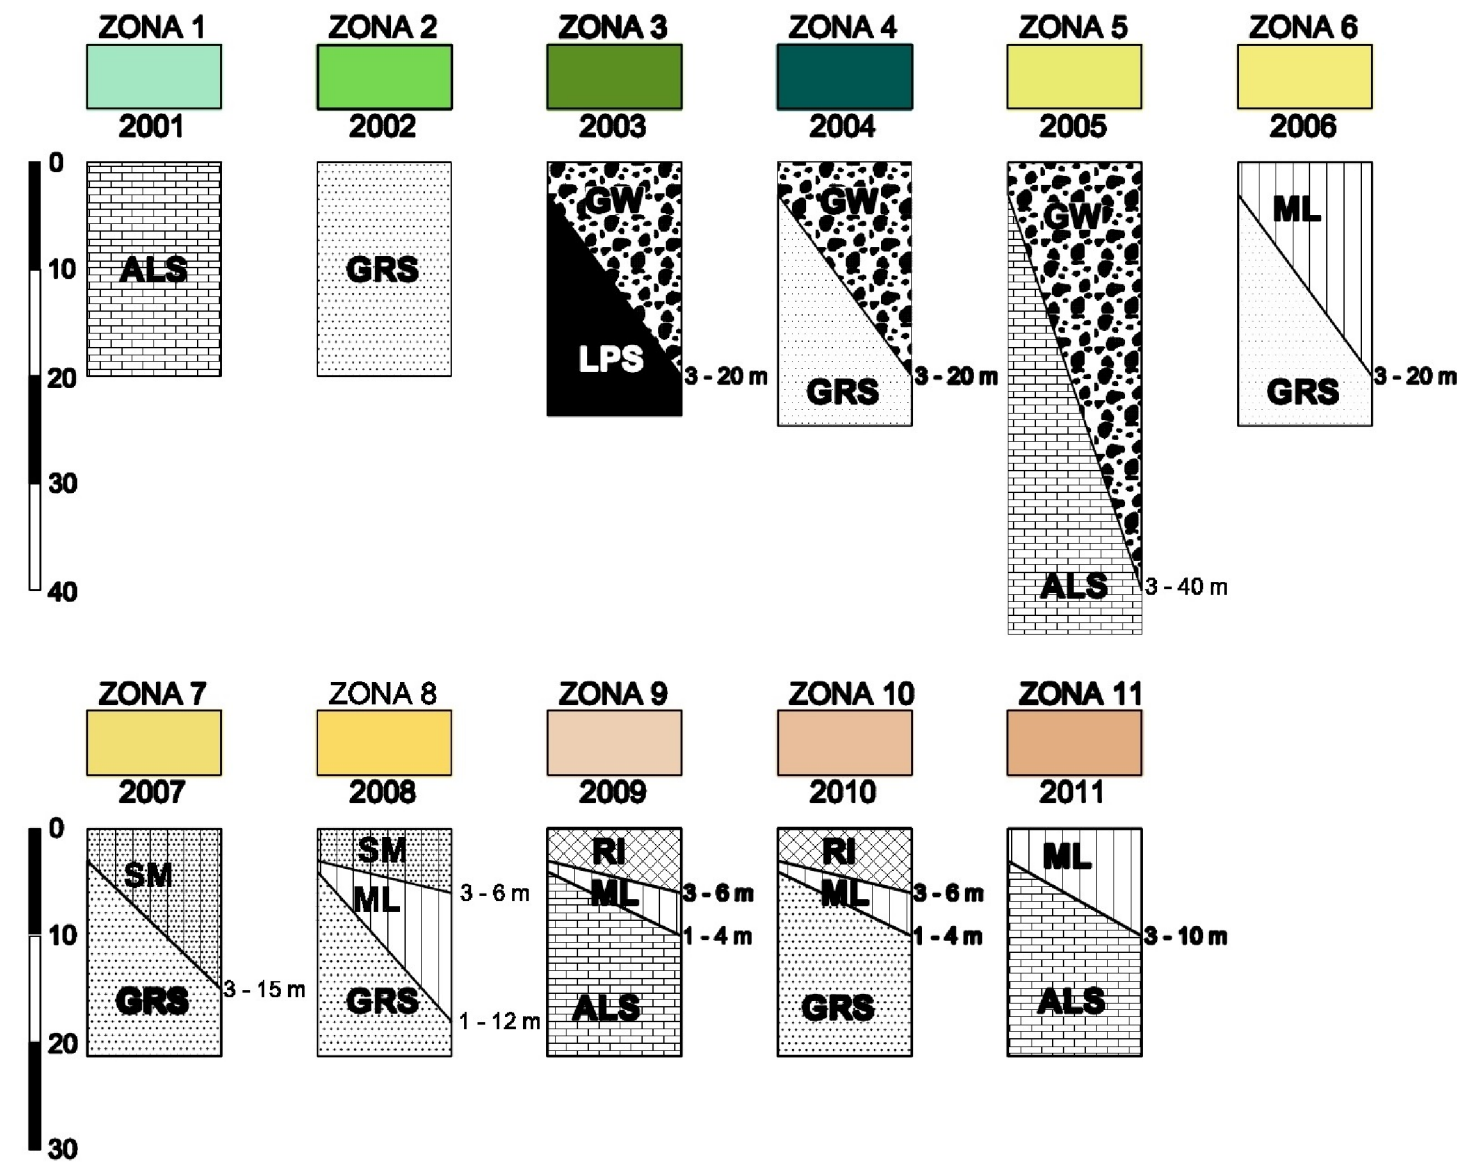 ZONA 1 ZONA 2 ZONA 3 ZONA 4 ZONA 5 ZONA 6
2001 2002 2003 2004 2005 2006
0
GW GW GW ML
10
ALS GRS
LPS
20
3 - 20 m 3 - 20 m 3 - 20 m
GRS GRS
30
40
ALS 3 - 40 m
ZONA 7 ZONA 8 ZONA 9 ZONA 10 ZONA 11
2007 2008 2009 2010 2011
0
SM RI RI ML
SM
ML 3 - 6 m ML 3 - 6 m ML 3 - 6 m
10
1 - 4 m 1 - 4 m 3 - 10 m
3 - 15 m
GRS GRS ALS GRS ALS
1 - 12 m
20
30